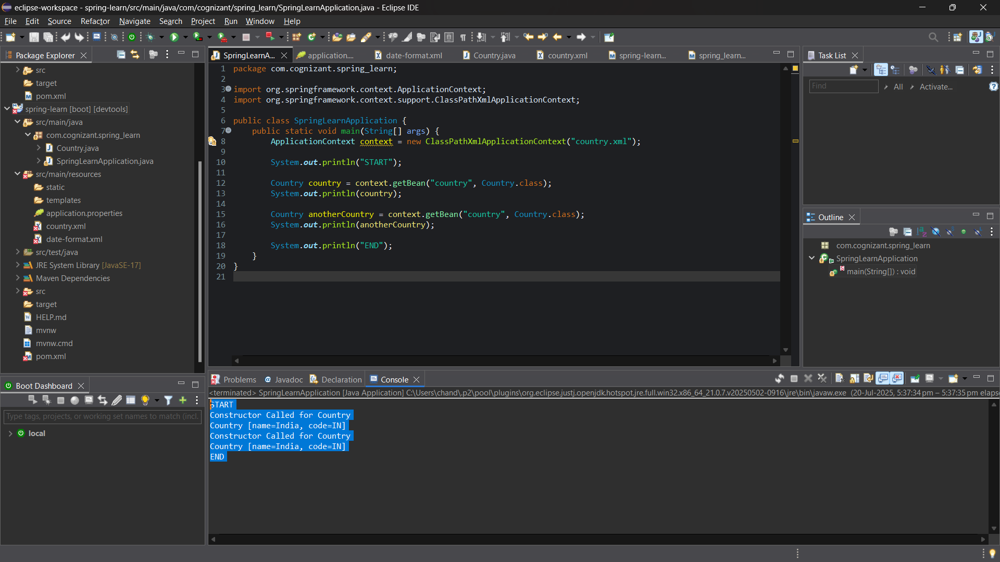 eclipse-workspace - spring-learn/src/main/java/com/cognizant/spring_learn/SpringLearnApplication.java - Eclipse IDE
File Edit Source Refactor Navigate Search Project Run Window Help
Package Explorer
src
target
pom.xml
spring-learn [boot] [devtools]
src/main/java
com.cognizant.spring_learn
Country.java
SpringLearnApplication.java
src/main/resources
static
templates
application.properties
country.xml
date-format.xml
src/test/java
JRE System Library [JavaSE-17]
Maven Dependencies
src
target
HELP.md
mvnw
mvnw.cmd
pom.xml
SpringLearnA... application.... date-format.xml Country.java country.xml spring-learn... spring_learn...
1 package com.cognizant.spring_learn;
2
3 import org.springframework.context.ApplicationContext;
4 import org.springframework.context.support.ClassPathXmlApplicationContext;
5
6 public class SpringLearnApplication {
7 public static void main(String[] args) {
8 ApplicationContext context = new ClassPathXmlApplicationContext("country.xml");
9
10 System.out.println("START");
11
12 Country country = context.getBean("country", Country.class);
13 System.out.println(country);
14
15 Country anotherCountry = context.getBean("country", Country.class);
16 System.out.println(anotherCountry);
17
18 System.out.println("END");
19 }
20 }
21
Task List
Find All Activate...
Outline
com.cognizant.spring_learn
SpringLearnApplication
main(String[]) : void
Boot Dashboard
Type tags, projects, or working set names to match (incl.
local
Problems Javadoc Declaration Console
<terminated> SpringLearnApplication [Java Application] C:\Users\chand\.p2\pool\plugins\org.eclipse.justj.openjdk.hotspot.jre.full.win32.x86_64_21.0.7.v20250502-0916\jre\bin\javaw.exe (20-Jul-2025, 5:37:34 pm – 5:37:35 pm elaps
START
Constructor Called for Country
Country [name=India, code=IN]
Constructor Called for Country
Country [name=India, code=IN]
END